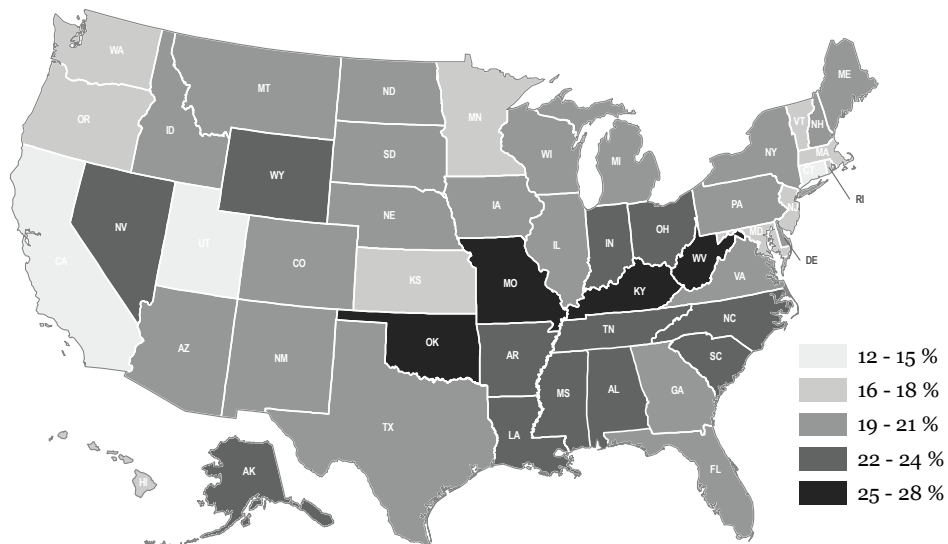 WA
MT
ND
ME
OR
MN
VT
NH
ID
SD
WI
NY
MA
MI
CT
WY
RI
IA
PA
NE
NJ
NV
OH
MD
UT
IL
IN
DE
CO
WV
CA
KS
VA
MO
KY
NC
TN
OK
AZ
NM
AR
SC
12 - 15 %
MS
AL
GA
16 - 18 %
TX
19 - 21 %
LA
22 - 24 %
AK
FL
HI
25 - 28 %